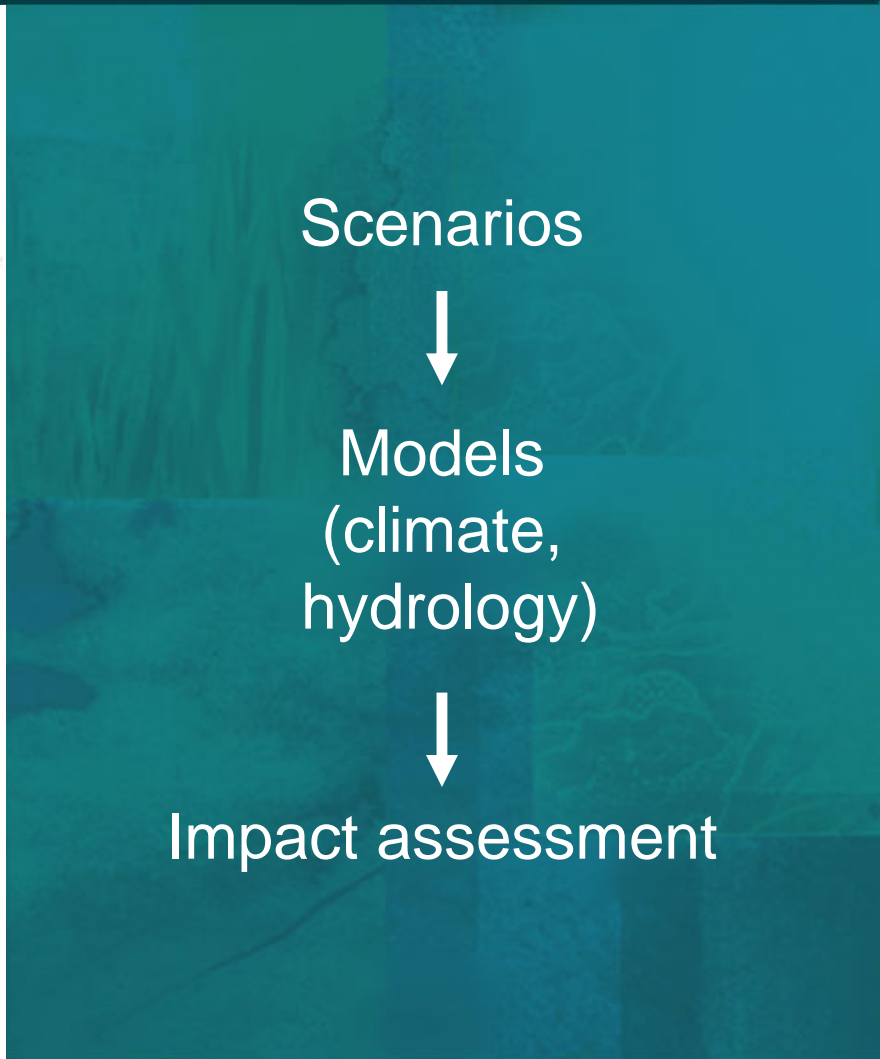 Scenarios
Models
(climate,
hydrology)
Impact assessment